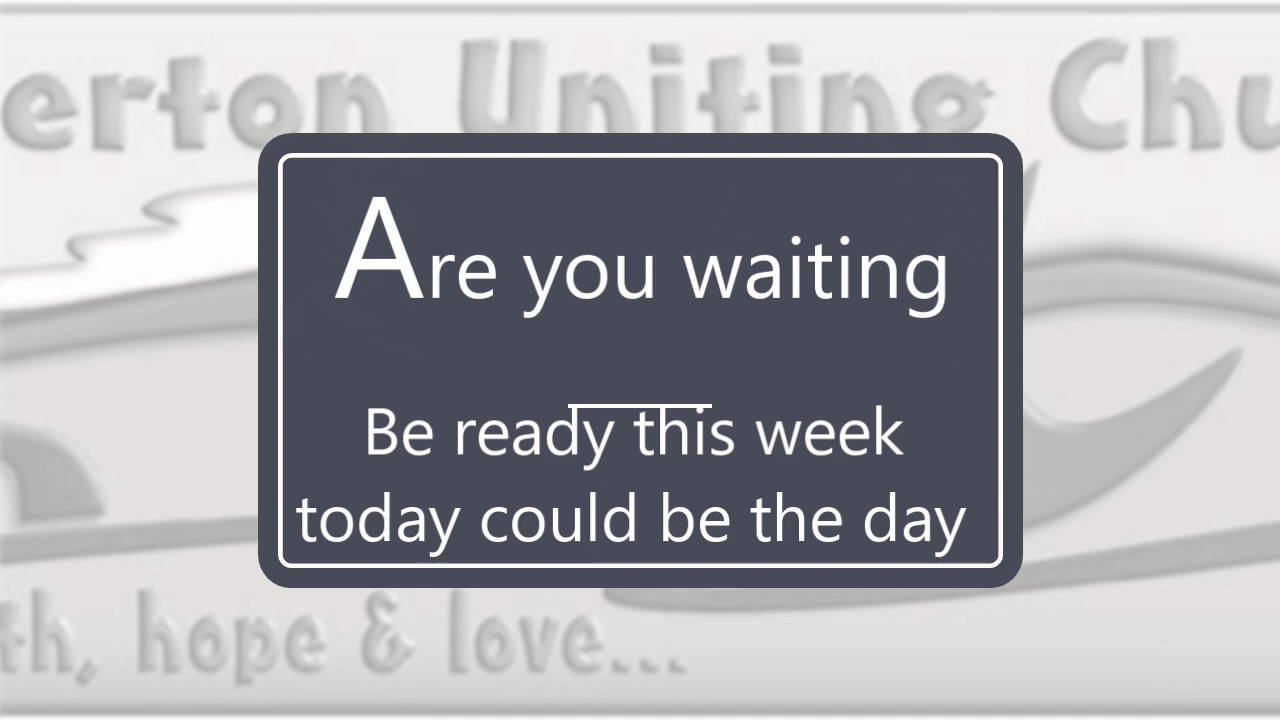 erton Uniting Chu
Are you waiting
Be ready this week
today could be the day
th, hope & love...